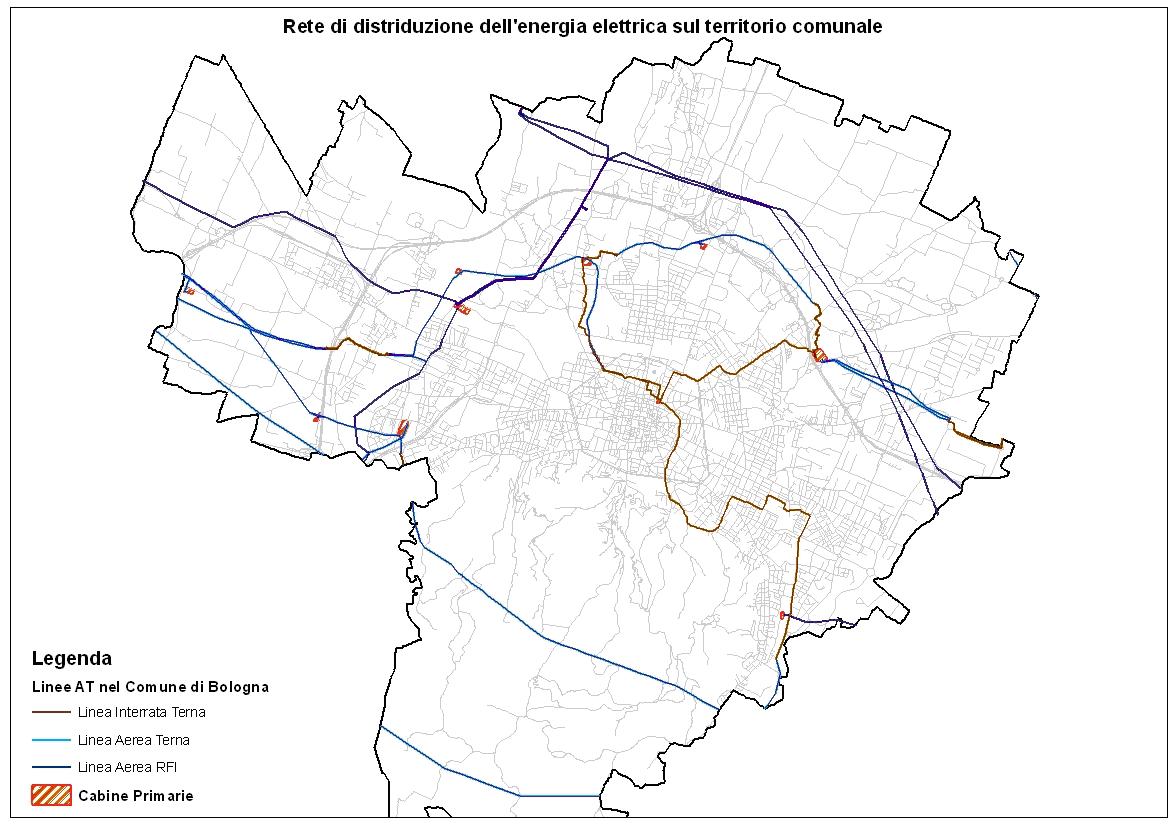 Rete di distriduzione dell'energia elettrica sul territorio comunale
Legenda
Linee AT nel Comune di Bologna
Linea Interrata Terna
Linea Aerea Terna
Linea Aerea RFI
Cabine Primarie